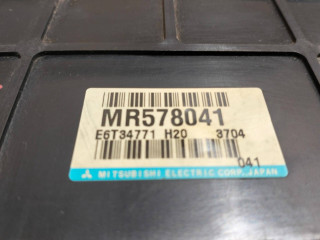 MR578041
E6T34771 H20 3704
041
MITSUBISHI ELECTRIC CORP. JAPAN